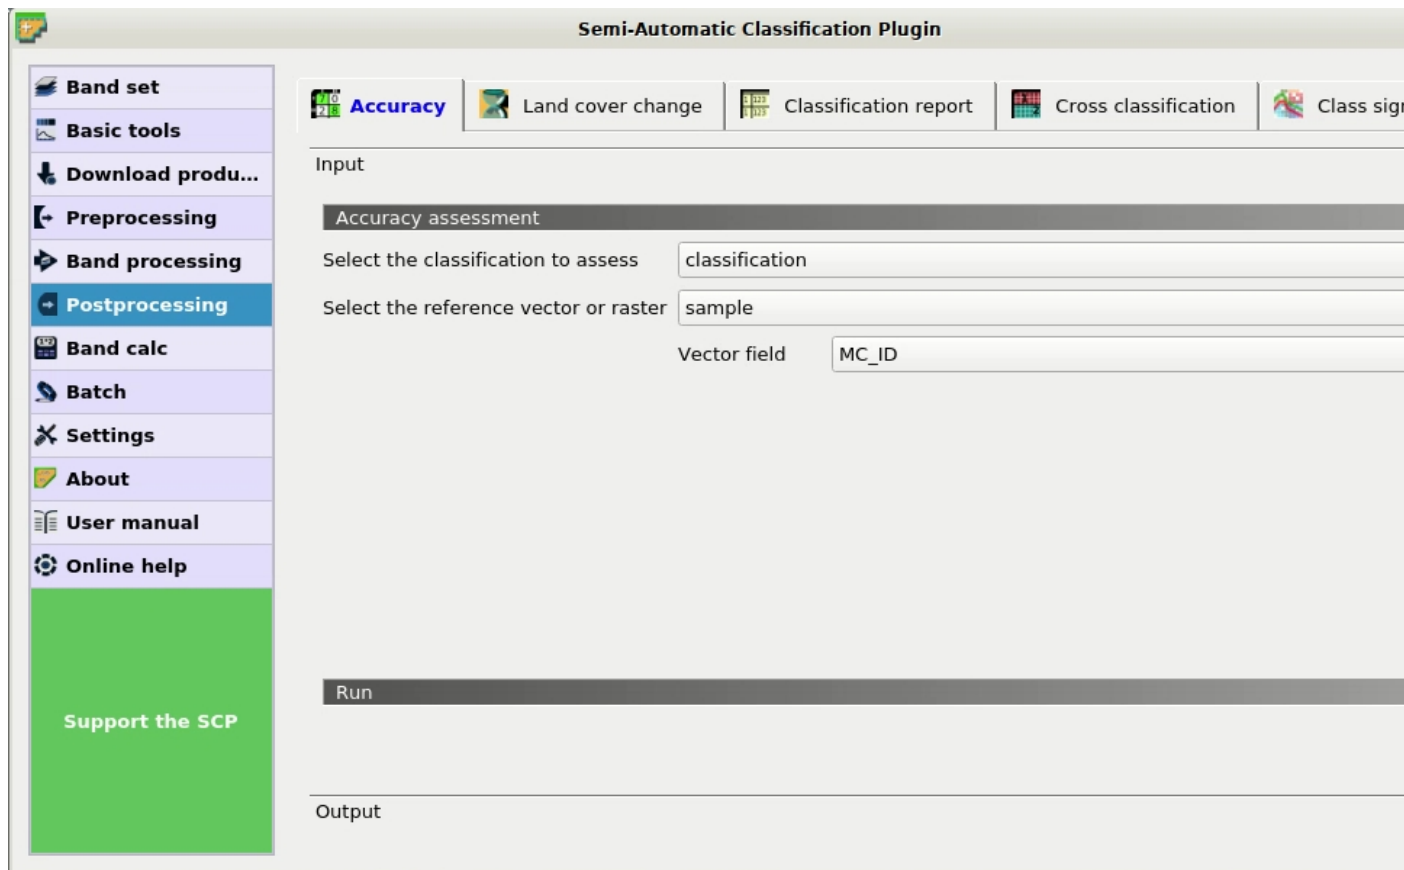 Semi-Automatic Classification Plugin
Band set
Basic tools
Download produ...
Preprocessing
Band processing
Postprocessing
Band calc
Batch
Settings
About
User manual
Online help
Support the SCP
Accuracy Land cover change Classification report Cross classification Class sig
Input
Accuracy assessment
Select the classification to assess classification
Select the reference vector or raster sample
Vector field MC_ID
Run
Output